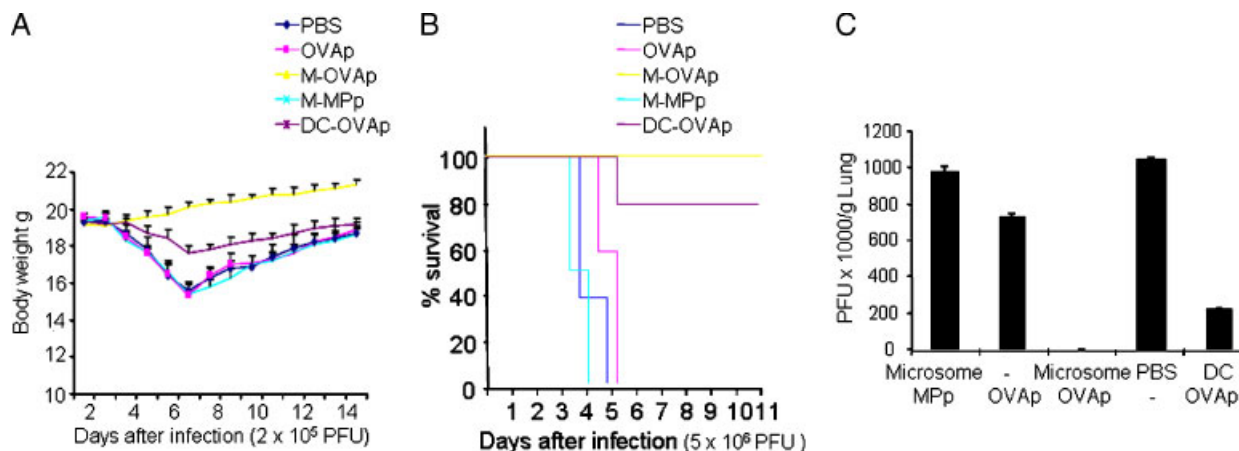 A
PBS
OVAp
M-OVAp
M-MPp
DC-OVAp
22
20
18
16
14
12
10
Body weight g
2 4 6 8 10 12 14
Days after infection (2 x 10⁵ PFU)
B
PBS
OVAp
M-OVAp
M-MPp
DC-OVAp
100
80
60
40
20
0
% survival
1 2 3 4 5 6 7 8 9 10 11
Days after infection (5 x 10⁶ PFU)
C
1200
1000
800
600
400
200
0
PFU x 1000/g Lung
Microsome - Microsome PBS DC
MPp OVAp OVAp - OVAp